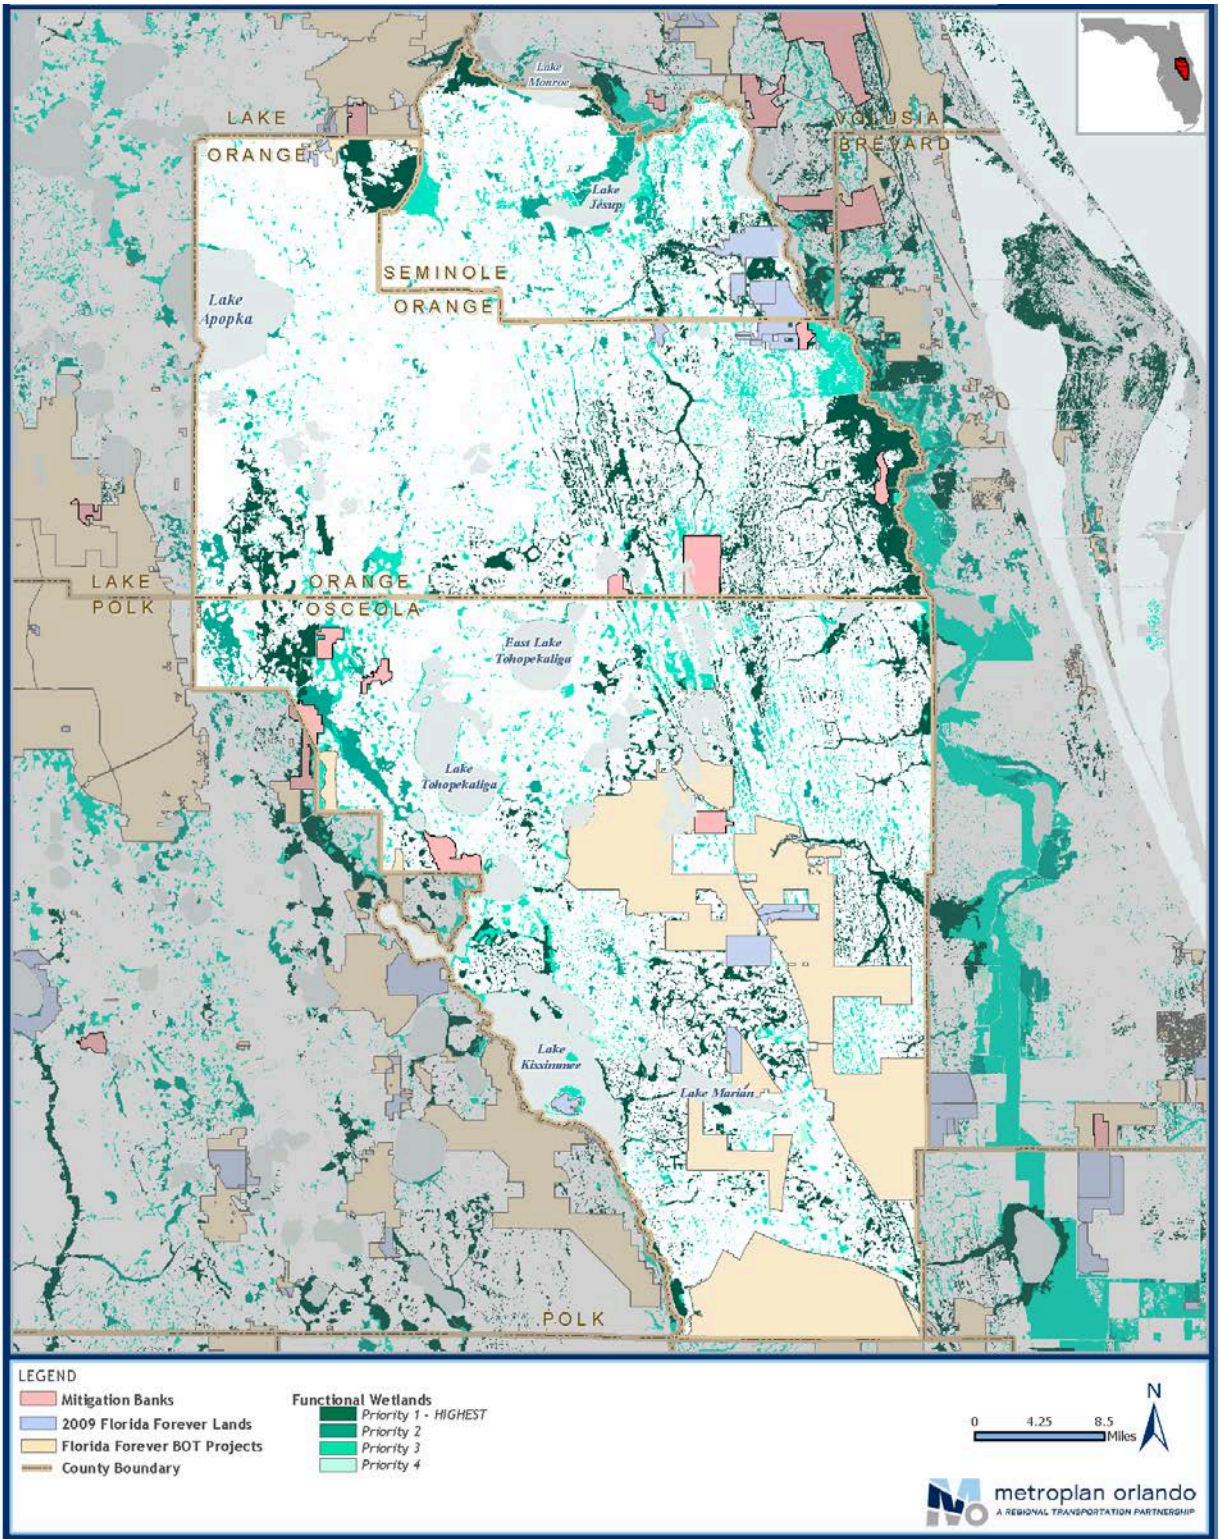 Lake
Monroe
LAKE
VOLUSIA
ORANGE
BREVARD
Lake
Jesup
SEMINOLE
ORANGE
Lake
Apopka
LAKE
ORANGE
POLK
OSCEOLA
East Lake
Tohopekaliga
Lake
Tohopekaliga
Lake
Kissimmee
Lake Marian
POLK
LEGEND
Mitigation Banks
2009 Florida Forever Lands
Florida Forever BOT Projects
County Boundary
Functional Wetlands
Priority 1 - HIGHEST
Priority 2
Priority 3
Priority 4
N
0 4.25 8.5
Miles
metroplan orlando
A REGIONAL TRANSPORTATION PARTNERSHIP